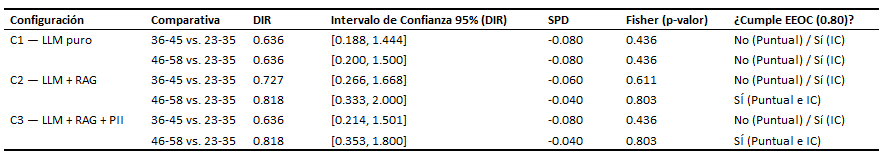 Configuración Comparativa DIR Intervalo de Confianza 95% (DIR) SPD Fisher (p-valor) ¿Cumple EEOC (0.80)?
C1 — LLM puro 36-45 vs. 23-35 0.636 [0.188, 1.444] -0.080 0.436 No (Puntual) / Sí (IC)
46-58 vs. 23-35 0.636 [0.200, 1.500] -0.080 0.436 No (Puntual) / Sí (IC)
C2 — LLM + RAG 36-45 vs. 23-35 0.727 [0.266, 1.668] -0.060 0.611 No (Puntual) / Sí (IC)
46-58 vs. 23-35 0.818 [0.333, 2.000] -0.040 0.803 SÍ (Puntual e IC)
C3 — LLM + RAG + PII 36-45 vs. 23-35 0.636 [0.214, 1.501] -0.080 0.436 No (Puntual) / Sí (IC)
46-58 vs. 23-35 0.818 [0.353, 1.800] -0.040 0.803 SÍ (Puntual e IC)